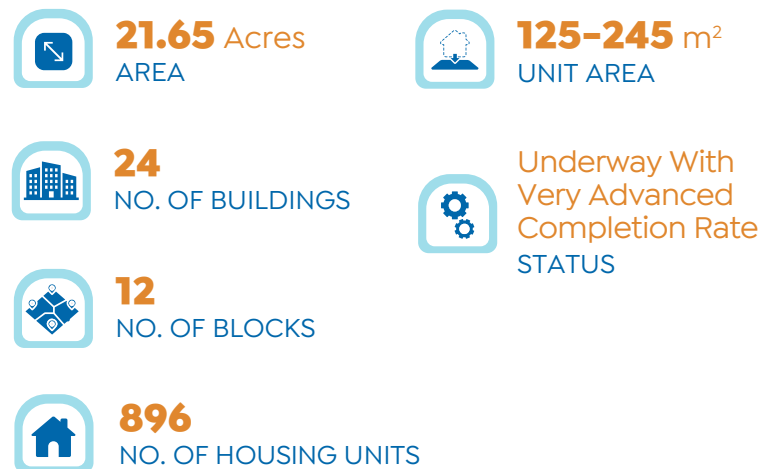 21.65 Acres
AREA
125-245 m²
UNIT AREA
24
NO. OF BUILDINGS
Underway With
Very Advanced
Completion Rate
STATUS
12
NO. OF BLOCKS
896
NO. OF HOUSING UNITS